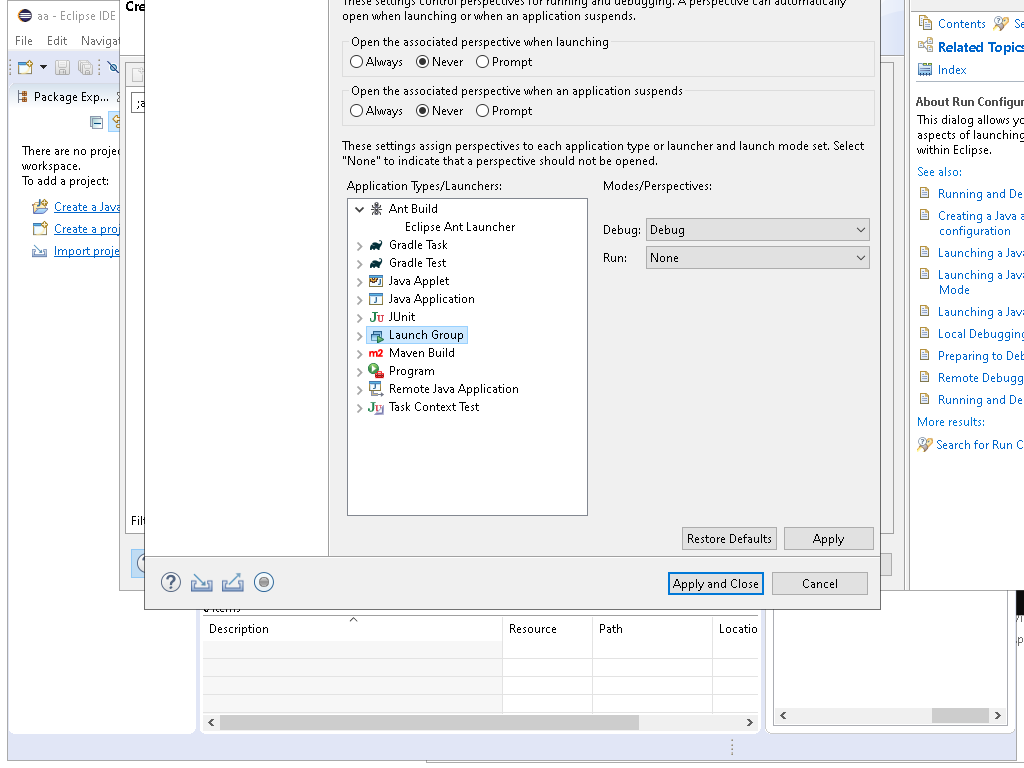 aa - Eclipse IDE
File Edit Navigat
Package Exp...
There are no proje
workspace.
To add a project:
Create a Java
Create a proj
Import proje
Cre
;a
Filt
These settings control perspectives for running and debugging. A perspective can automatically
open when launching or when an application suspends.
Open the associated perspective when launching
Always Never Prompt
Open the associated perspective when an application suspends
Always Never Prompt
These settings assign perspectives to each application type or launcher and launch mode set. Select
"None" to indicate that a perspective should not be opened.
Application Types/Launchers:
Ant Build
Eclipse Ant Launcher
Gradle Task
Gradle Test
Java Applet
Java Application
JUnit
Launch Group
Maven Build
Program
Remote Java Application
Task Context Test
Modes/Perspectives:
Debug: Debug
Run: None
Restore Defaults Apply
Apply and Close Cancel
Contents Se
Related Topics
Index
About Run Configur
This dialog allows yo
aspects of launching
within Eclipse.
See also:
Running and De
Creating a Java a
configuration
Launching a Java
Launching a Java
Mode
Launching a Java
Local Debugging
Preparing to Deb
Remote Debugg
Running and De
More results:
Search for Run C
items
Description Resource Path Locatio